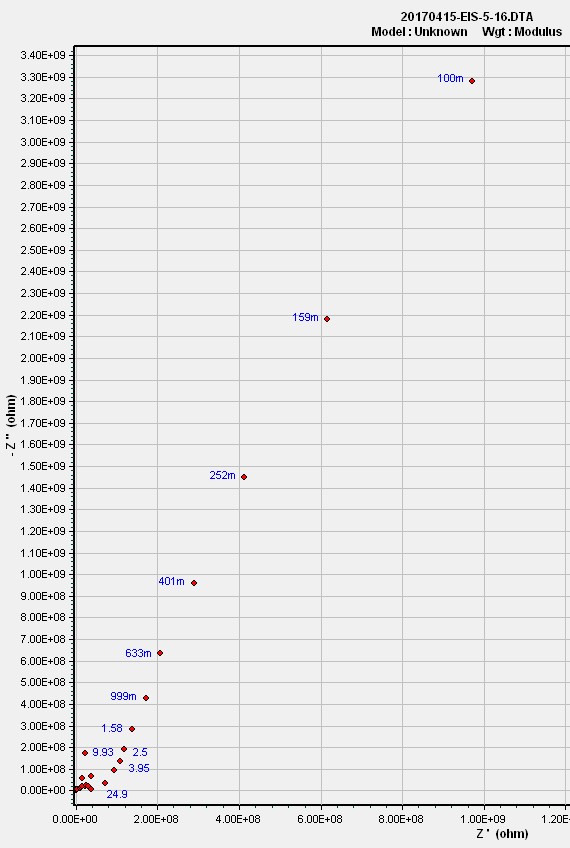 20170415-EIS-5-16.DTA
Model : Unknown Wgt : Modulus
3.40E+09
3.30E+09
100m
3.20E+09
3.10E+09
3.00E+09
2.90E+09
2.80E+09
2.70E+09
2.60E+09
2.50E+09
2.40E+09
2.30E+09
2.20E+09
159m
2.10E+09
2.00E+09
1.90E+09
1.80E+09
1.70E+09
- Z '' (ohm)
1.60E+09
1.50E+09
252m
1.40E+09
1.30E+09
1.20E+09
1.10E+09
1.00E+09
401m
9.00E+08
8.00E+08
7.00E+08
633m
6.00E+08
5.00E+08
999m
4.00E+08
3.00E+08
1.58
2.00E+08
9.93 2.5
1.00E+08
3.95
0.00E+00
24.9
0.00E+00 2.00E+08 4.00E+08 6.00E+08 8.00E+08 1.00E+09 1.20E+
Z ' (ohm)